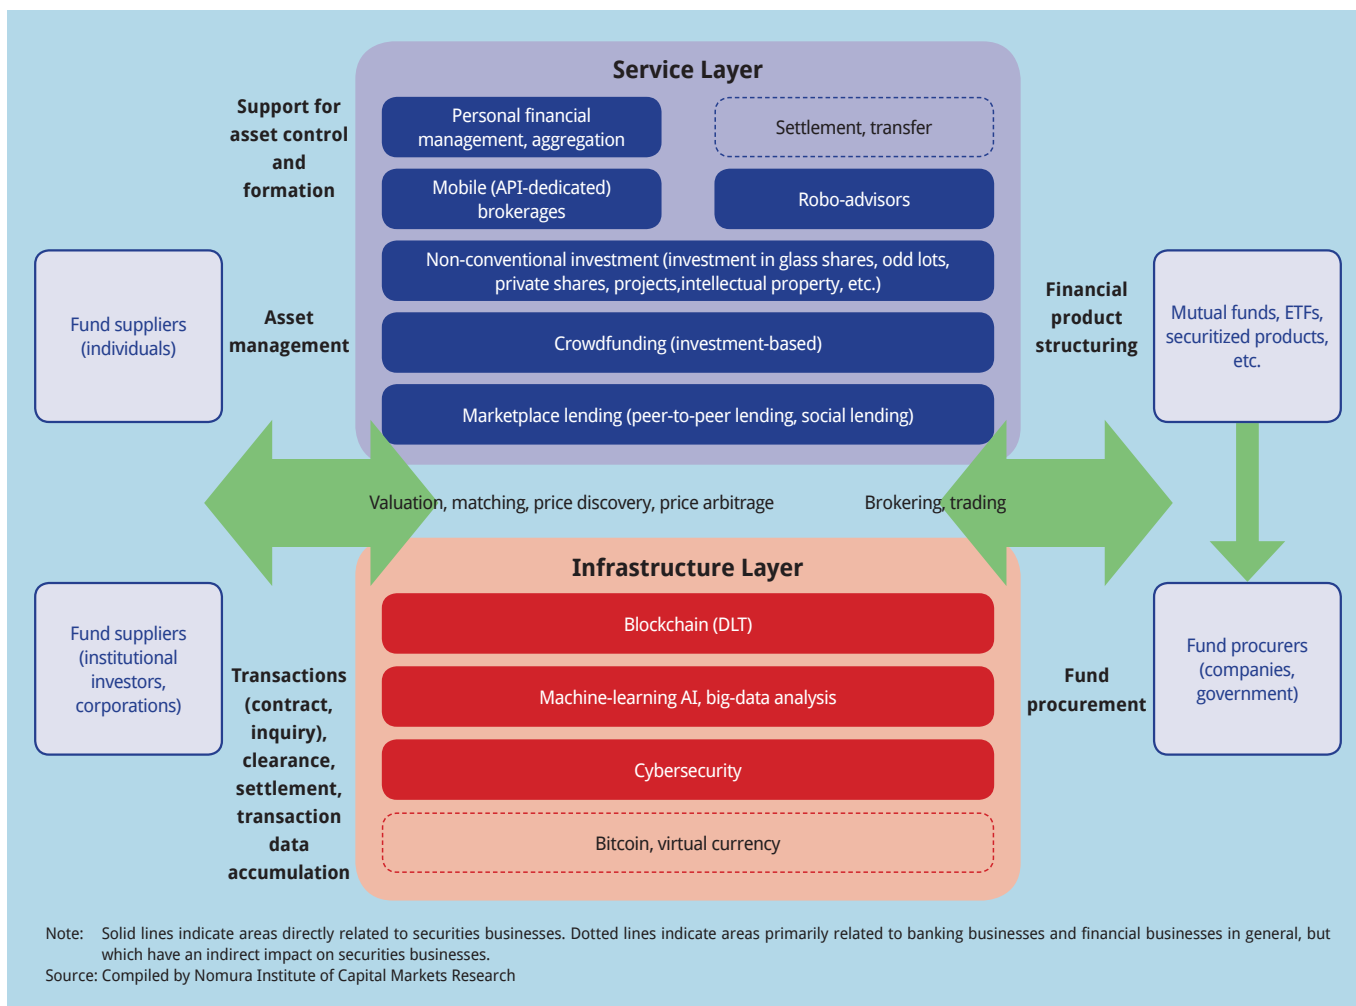 Service Layer
Support for
asset control
and
formation
Personal financial
management, aggregation
Settlement, transfer
Mobile (API-dedicated)
brokerages
Robo-advisors
Non-conventional investment (investment in glass shares, odd lots,
private shares, projects,intellectual property, etc.)
Fund suppliers
(individuals)
Asset
management
Crowdfunding (investment-based)
Financial
product
structuring
Mutual funds, ETFs,
securitized products,
etc.
Marketplace lending (peer-to-peer lending, social lending)
Valuation, matching, price discovery, price arbitrage
Brokering, trading
Infrastructure Layer
Blockchain (DLT)
Fund suppliers
(institutional
investors,
corporations)
Transactions
(contract,
inquiry),
clearance,
settlement,
transaction
data
accumulation
Machine-learning AI, big-data analysis
Fund
procurement
Fund procurers
(companies,
government)
Cybersecurity
Bitcoin, virtual currency
Note: Solid lines indicate areas directly related to securities businesses. Dotted lines indicate areas primarily related to banking businesses and financial businesses in general, but
which have an indirect impact on securities businesses.
Source: Compiled by Nomura Institute of Capital Markets Research